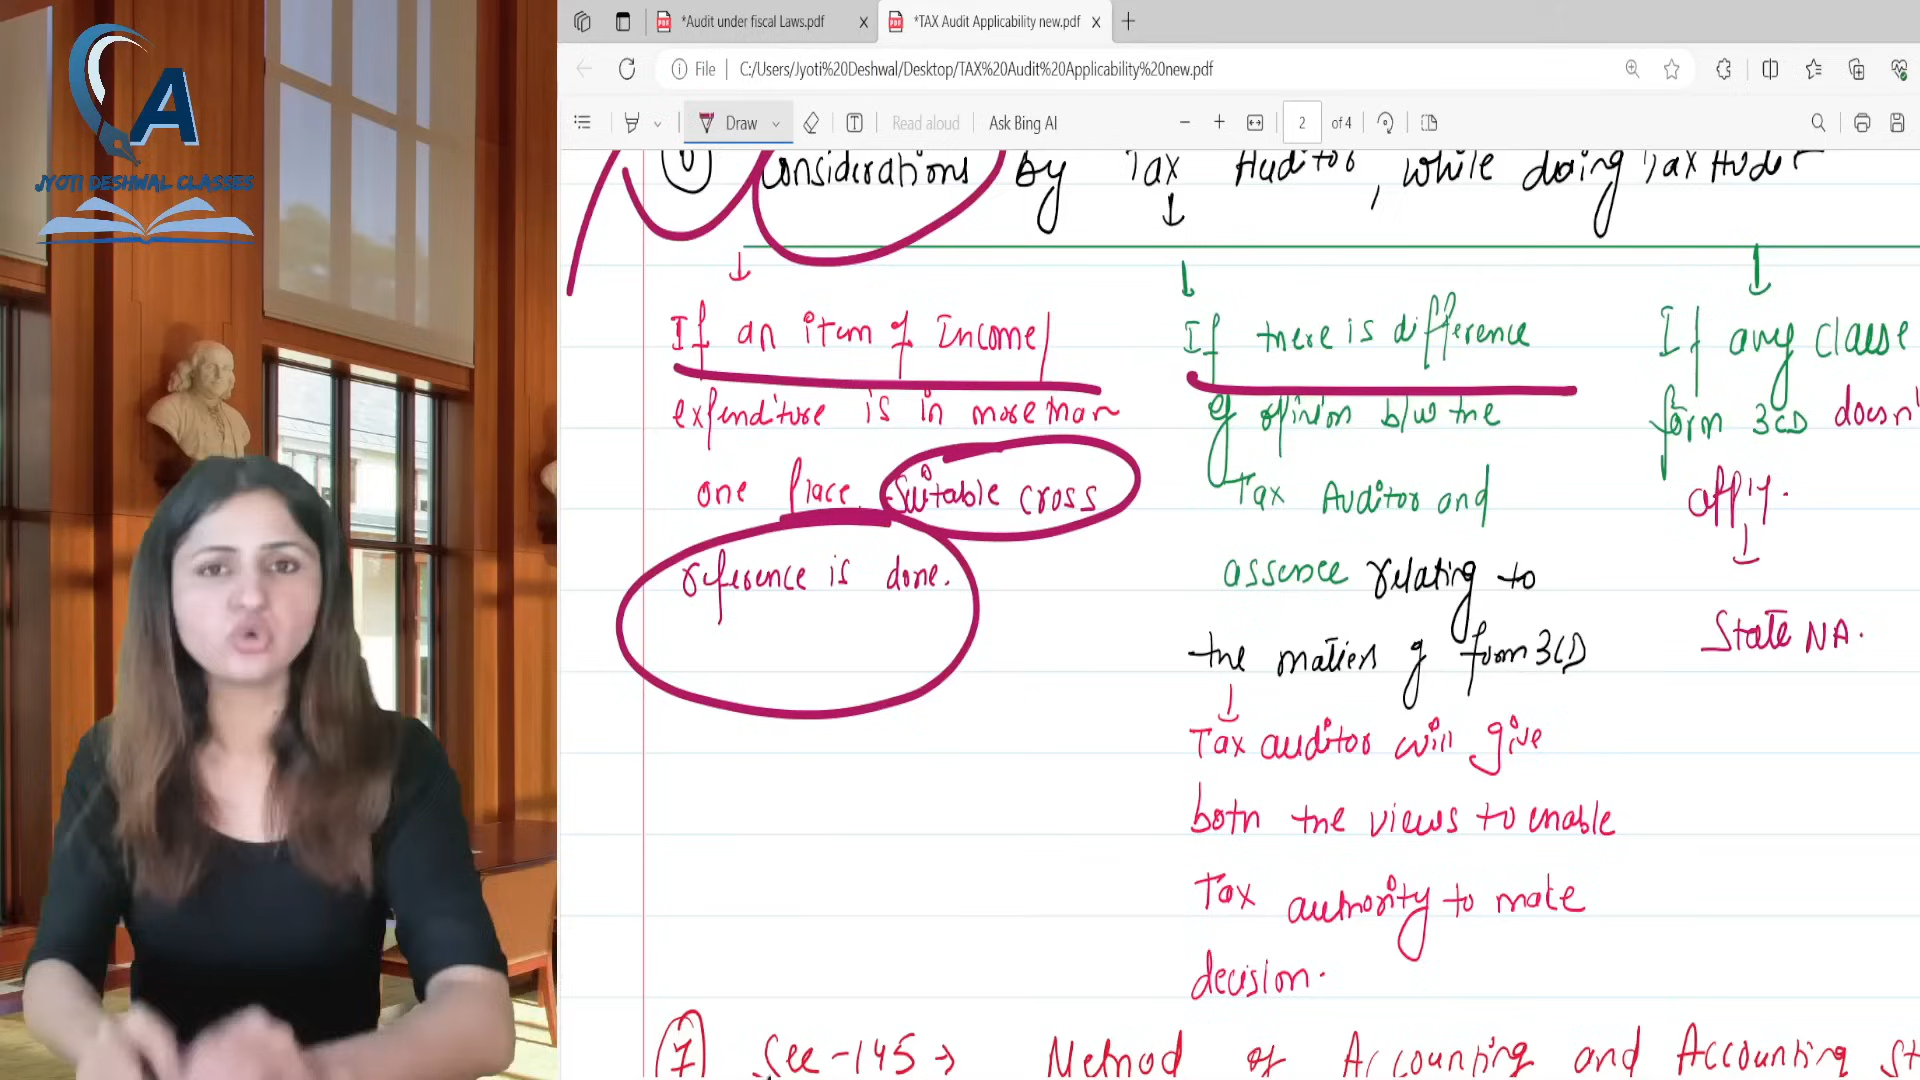 A
JYOTI DESHWAL CLASSES
*Audit under fiscal Laws.pdf
*TAX Audit Applicability new.pdf
File
C:/Users/Jyoti%20Deshwal/Desktop/TAX%20Audit%20Applicability%20new.pdf
Draw
Read aloud
Ask Bing AI
2
of 4
6 Considerations by Tax Auditor, while doing Tax Audit
If an item of Income/
expenditure is in more than
one place, suitable cross
reference is done.
If there is difference
of opinion b/w the
Tax Auditor and
assessee relating to
the matters of form 3CD
Tax auditor will give
both the views to enable
Tax authority to make
decision.
If any clause
form 3CD doesn'
apply.
State NA.
7 Sec-145 → Method of Accounting and Accounting St